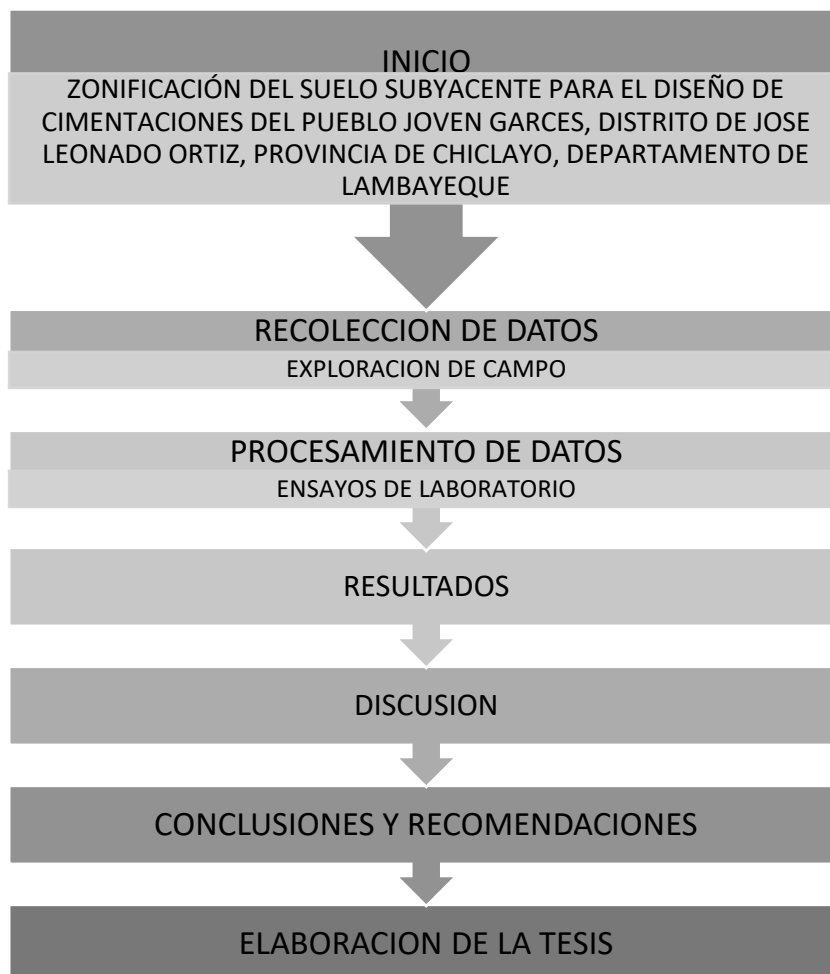 INICIO
ZONIFICACIÓN DEL SUELO SUBYACENTE PARA EL DISEÑO DE
CIMENTACIONES DEL PUEBLO JOVEN GARCES, DISTRITO DE JOSE
LEONADO ORTIZ, PROVINCIA DE CHICLAYO, DEPARTAMENTO DE
LAMBAYEQUE
RECOLECCION DE DATOS
EXPLORACION DE CAMPO
PROCESAMIENTO DE DATOS
ENSAYOS DE LABORATORIO
RESULTADOS
DISCUSION
CONCLUSIONES Y RECOMENDACIONES
ELABORACION DE LA TESIS